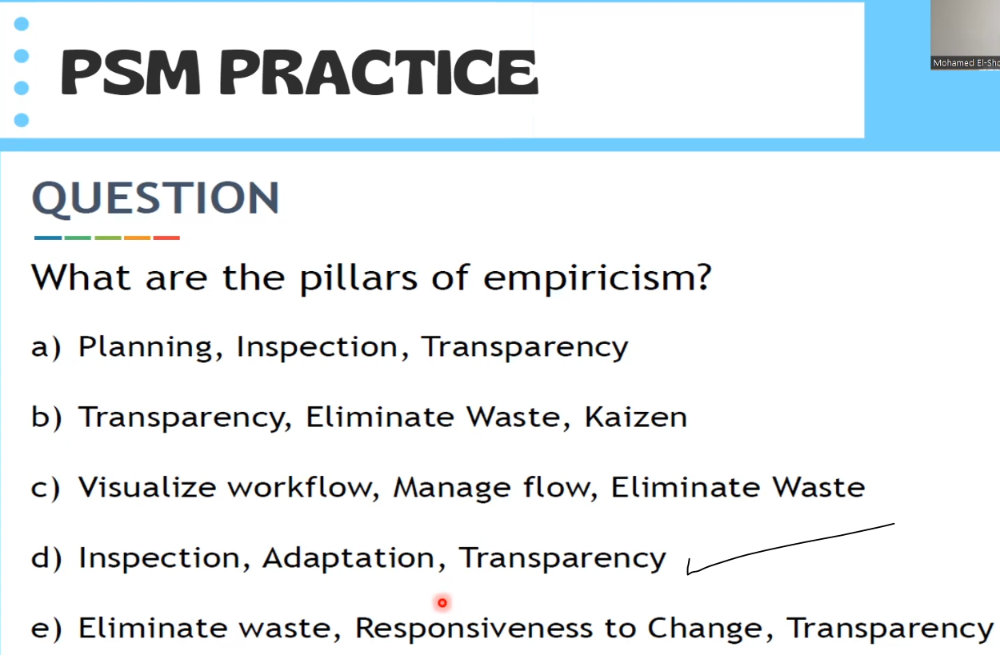 PSM PRACTICE
Mohamed El-Sho
QUESTION
What are the pillars of empiricism?
a) Planning, Inspection, Transparency
b) Transparency, Eliminate Waste, Kaizen
c) Visualize workflow, Manage flow, Eliminate Waste
d) Inspection, Adaptation, Transparency
e) Eliminate waste, Responsiveness to Change, Transparency